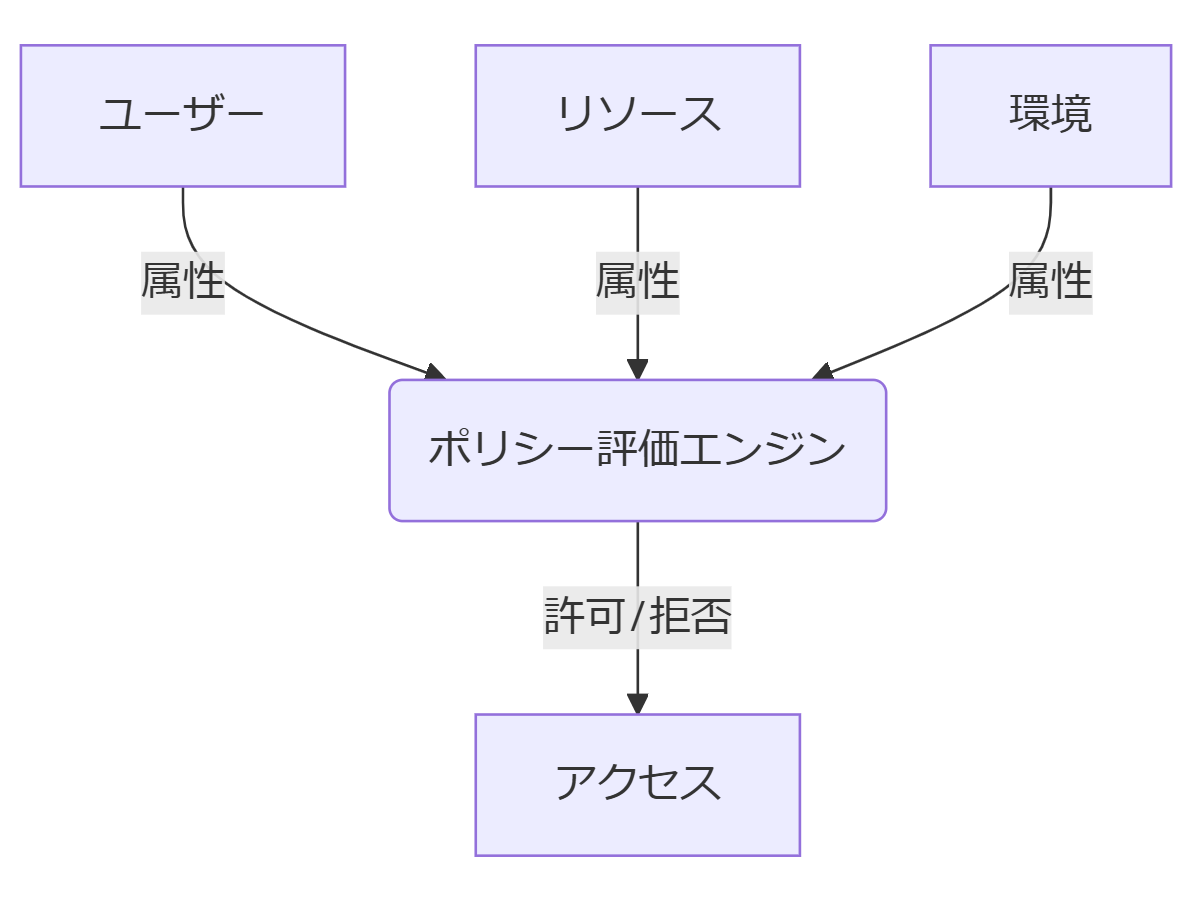 ユーザー
リソース
環境
属性
属性
属性
ポリシー評価エンジン
許可/拒否
アクセス